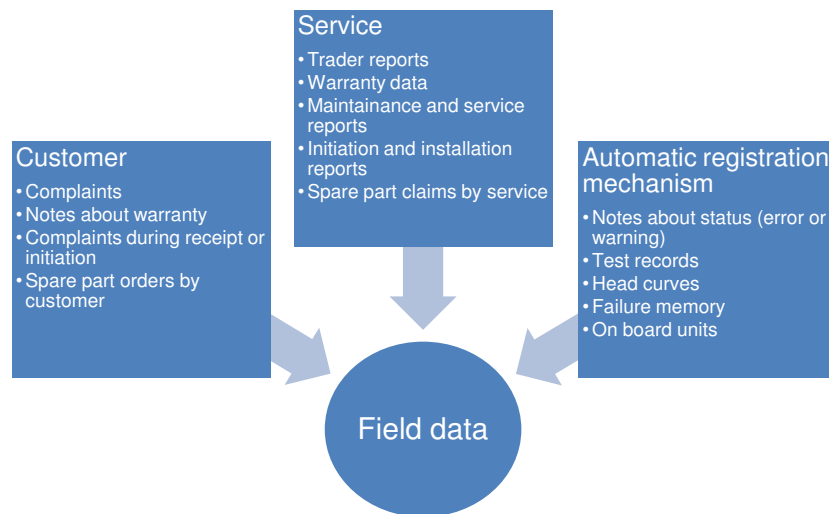 Service
• Trader reports
• Warranty data
• Maintainance and service
reports
• Initiation and installation
reports
• Spare part claims by service
Customer
• Complaints
• Notes about warranty
• Complaints during receipt or
initiation
• Spare part orders by
customer
Automatic registration
mechanism
• Notes about status (error or
warning)
• Test records
• Head curves
• Failure memory
• On board units
Field data